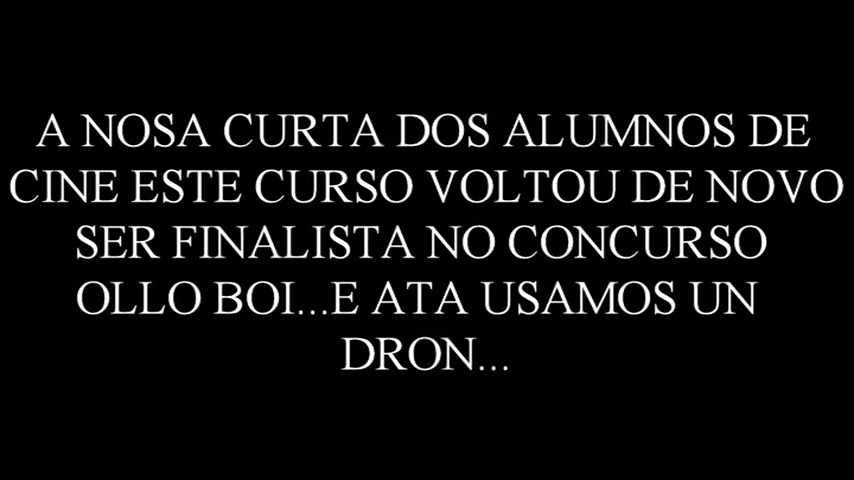 A NOSA CURTA DOS ALUMNOS DE
CINE ESTE CURSO VOLTOU DE NOVO
SER FINALISTA NO CONCURSO
OLLO BOI...E ATA USAMOS UN
DRON...